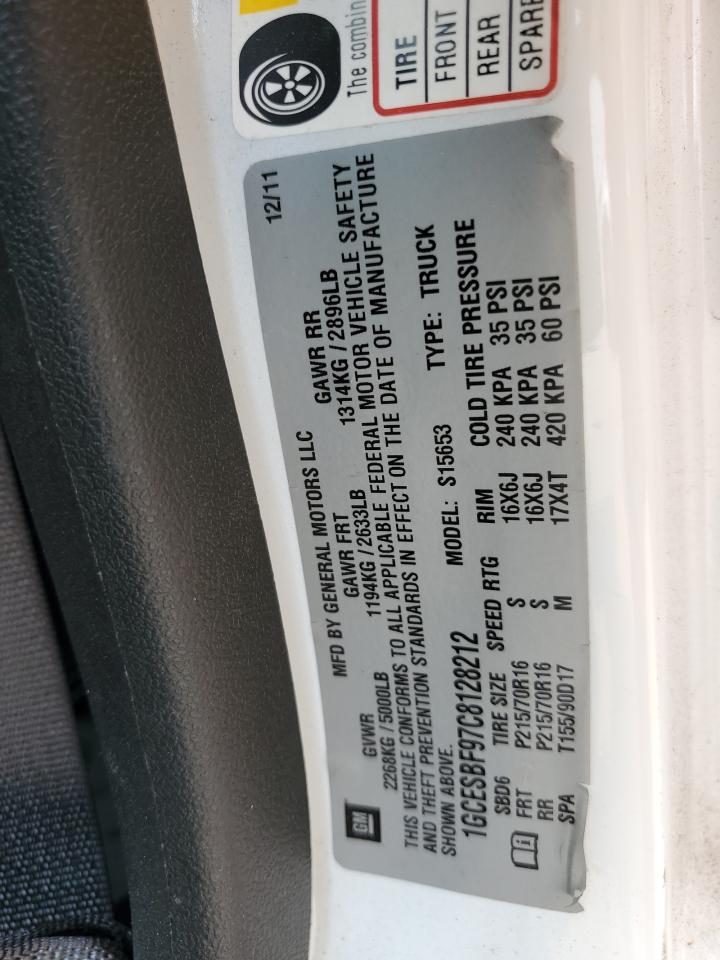 The combin
TIRE
FRONT
REAR
SPARE
MFD BY GENERAL MOTORS LLC 12/11
GVWR GAWR FRT GAWR RR
2268KG / 5000LB 1194KG / 2633LB 1314KG / 2896LB
THIS VEHICLE CONFORMS TO ALL APPLICABLE FEDERAL MOTOR VEHICLE SAFETY
AND THEFT PREVENTION STANDARDS IN EFFECT ON THE DATE OF MANUFACTURE
SHOWN ABOVE.
1GCESBF97C8128212 MODEL: S15653 TYPE: TRUCK
SBD6 TIRE SIZE SPEED RTG RIM COLD TIRE PRESSURE
FRT P215/70R16 S 16X6J 240 KPA 35 PSI
RR P215/70R16 S 16X6J 240 KPA 35 PSI
SPA T155/90D17 M 17X4T 420 KPA 60 PSI
GM